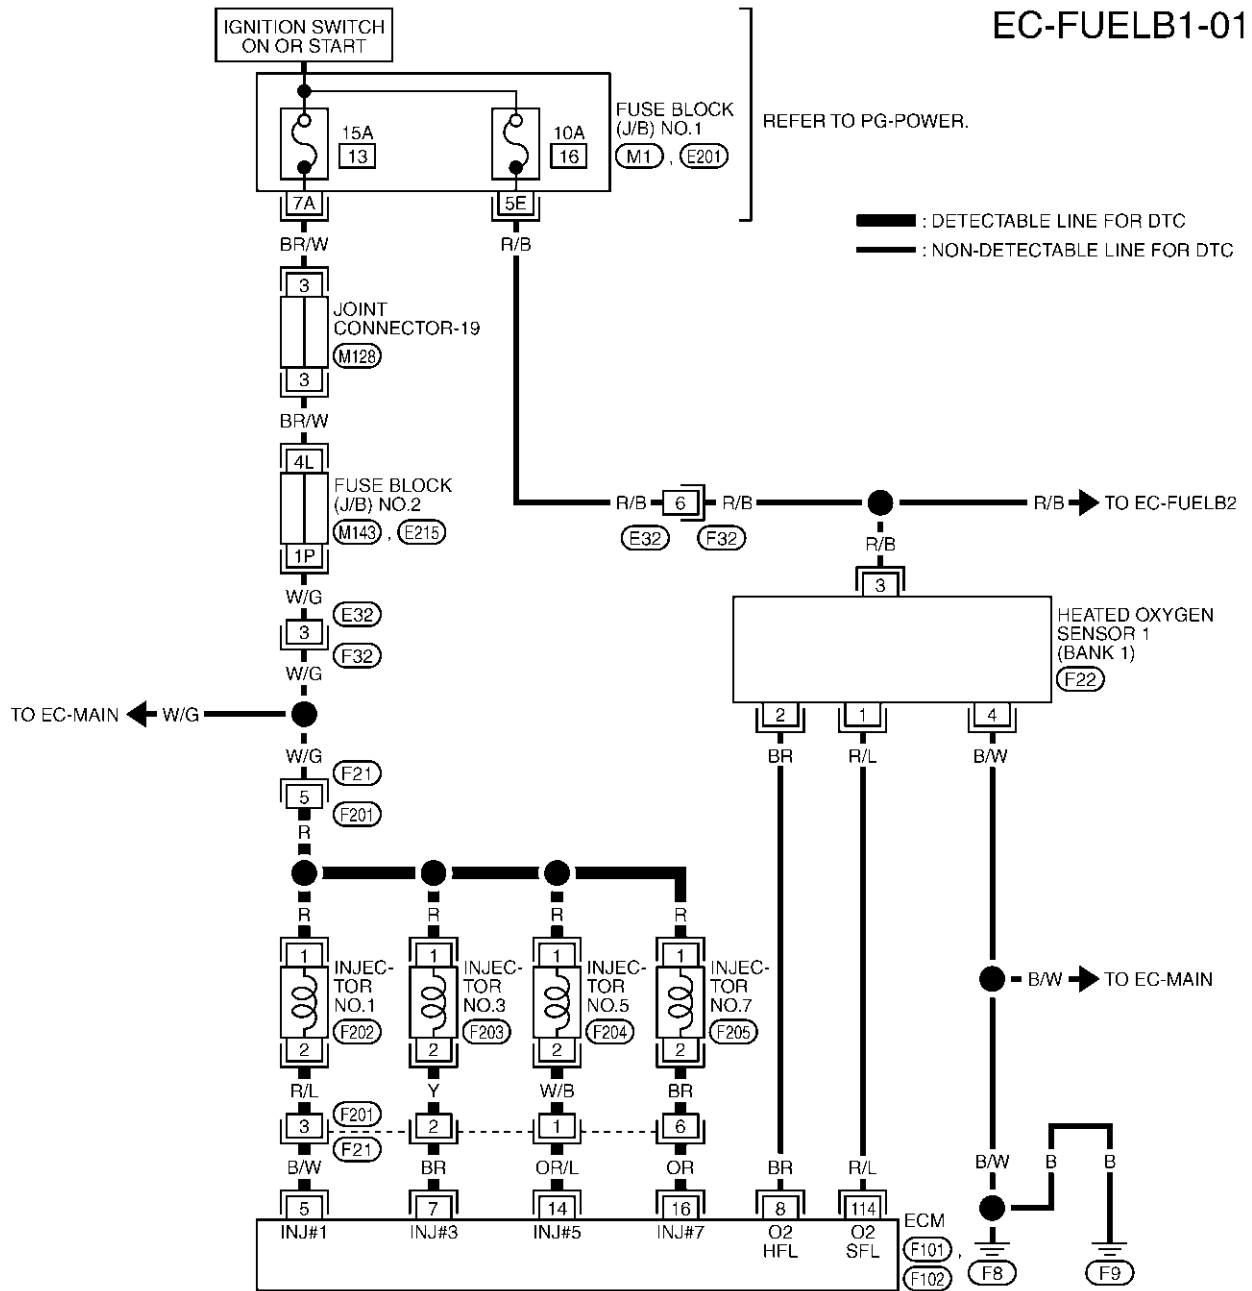 EC-FUELB1-01
IGNITION SWITCH
ON OR START
15A
13
10A
16
FUSE BLOCK
(J/B) NO.1
M1 , E201
REFER TO PG-POWER.
7A
5E
: DETECTABLE LINE FOR DTC
: NON-DETECTABLE LINE FOR DTC
BR/W
R/B
3
JOINT
CONNECTOR-19
M128
3
BR/W
4L
FUSE BLOCK
(J/B) NO.2
M143 , E215
1P
R/B 6 R/B
E32 F32
R/B TO EC-FUELB2
R/B
3
W/G
E32
3
F32
W/G
HEATED OXYGEN
SENSOR 1
(BANK 1)
F22
TO EC-MAIN W/G
2 1 4
W/G
BR R/L B/W
F21
5
F201
R
R R R R
1 1 1 1
INJEC-
TOR
NO.1
F202
INJEC-
TOR
NO.3
F203
INJEC-
TOR
NO.5
F204
INJEC-
TOR
NO.7
F205
B/W TO EC-MAIN
2 2 2 2
R/L Y W/B BR
F201
3 2 1 6
F21
B/W BR OR/L OR BR R/L B/W B B
5 7 14 16 8 114
INJ#1 INJ#3 INJ#5 INJ#7
O2
HFL
O2
SFL
ECM
F101 ,
F102
F8 F9